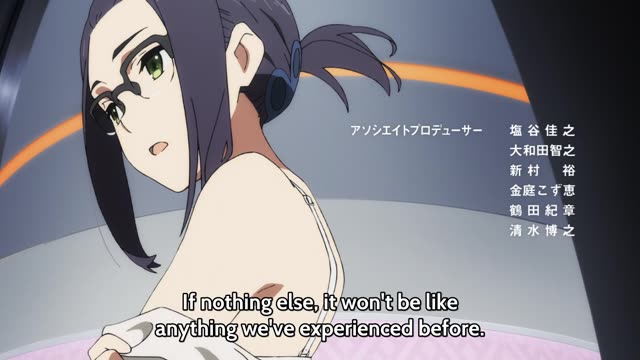 アソシエイトプロデューサー 塩谷佳之
大和田智之
新村 裕
金庭こず恵
鶴田紀章
清水博之
If nothing else, it won't be like
anything we've experienced before.